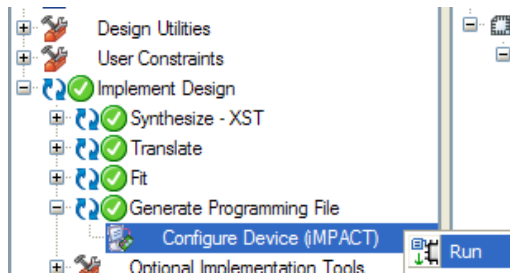 Design Utilities
User Constraints
Implement Design
Synthesize - XST
Translate
Fit
Generate Programming File
Configure Device (iMPACT)
Run
Optional Implementation Tools